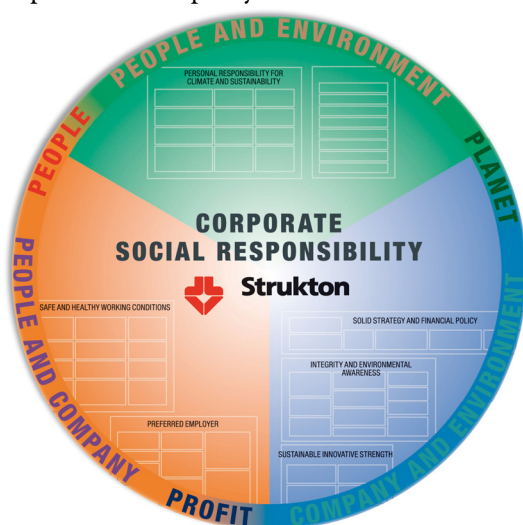 PEOPLE AND ENVIRONMENT
PERSONAL RESPONSIBILITY FOR
CLIMATE AND SUSTAINABILITY
PEOPLE
PLANET
CORPORATE
SOCIAL RESPONSIBILITY
Strukton
PEOPLE AND COMPANY
COMPANY AND ENVIRONMENT
SAFE AND HEALTHY WORKING CONDITIONS
SOLID STRATEGY AND FINANCIAL POLICY
INTEGRITY AND ENVIRONMENTAL
AWARENESS
PREFERRED EMPLOYER
SUSTAINABLE INNOVATIVE STRENGTH
PROFIT